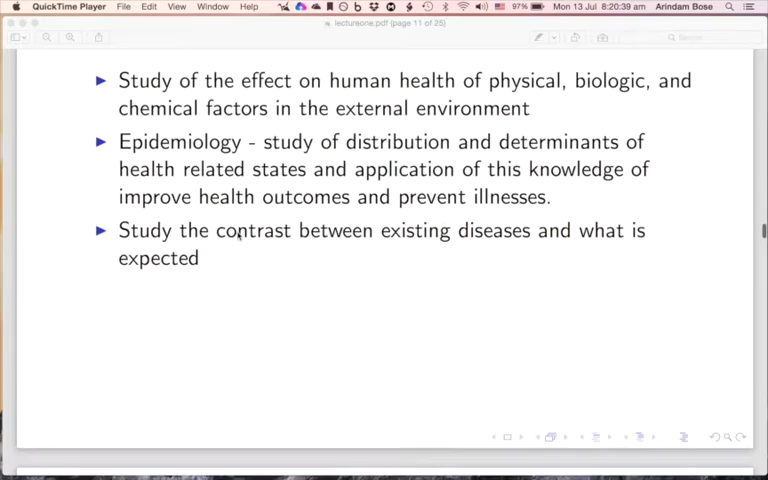 QuickTime Player File Edit View Window Help 97% Mon 13 Jul 8:20:39 am Arindam Bose
lectureone.pdf (page 11 of 25)
Search
Study of the effect on human health of physical, biologic, and
chemical factors in the external environment
Epidemiology - study of distribution and determinants of
health related states and application of this knowledge of
improve health outcomes and prevent illnesses.
Study the contrast between existing diseases and what is
expected